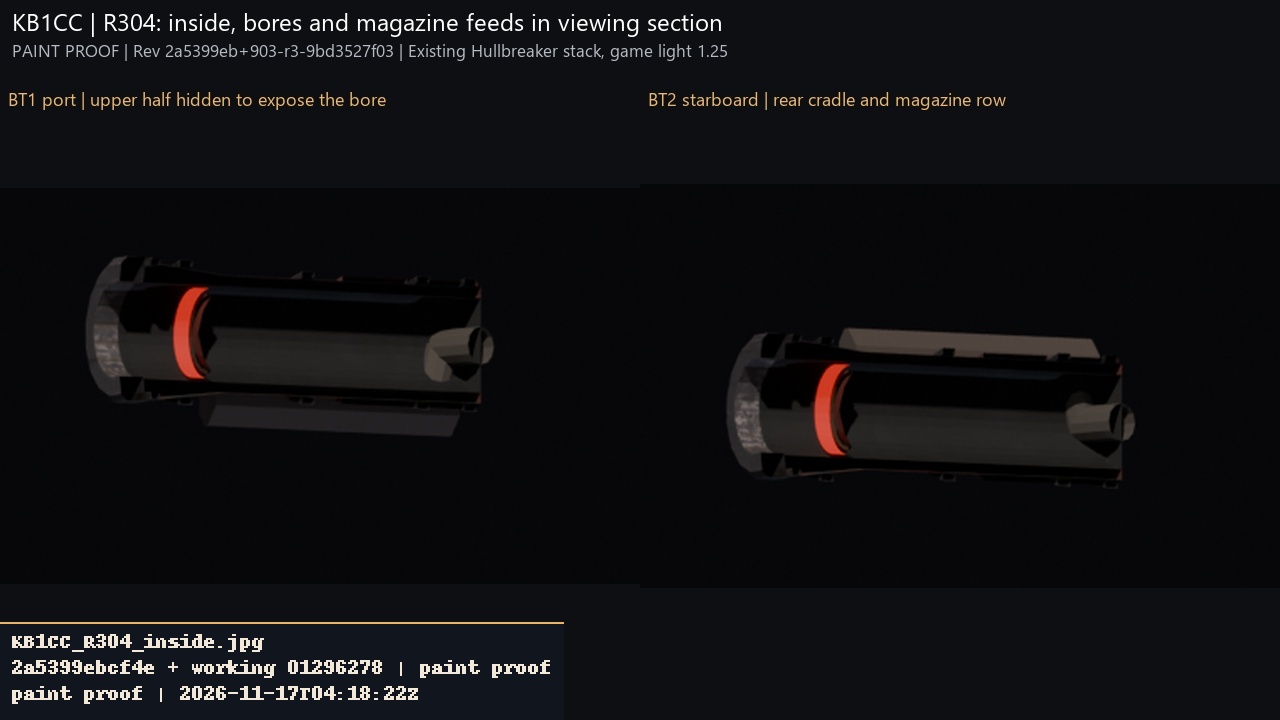 KB1CC | R304: inside, bores and magazine feeds in viewing section
PAINT PROOF | Rev 2a5399eb+903-r3-9bd3527f03 | Existing Hullbreaker stack, game light 1.25
BT1 port | upper half hidden to expose the bore
BT2 starboard | rear cradle and magazine row
KB1CC_R304_inside.jpg
2a5399ebcf4e + working 01296278 | paint proof
paint proof | 2026-11-17T04:18:22Z